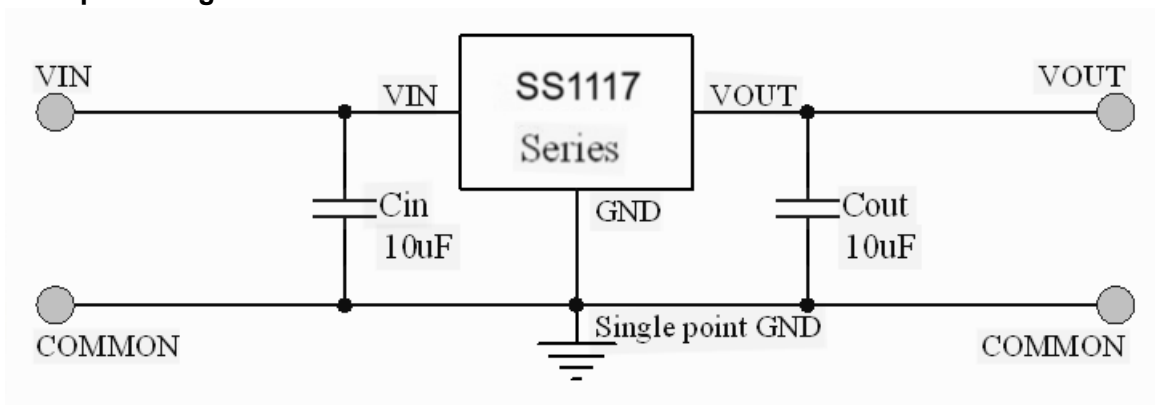 VIN
VIN
SS1117
Series
VOUT
VOUT
GND
Cin
10uF
Cout
10uF
Single point GND
COMMON
COMMON